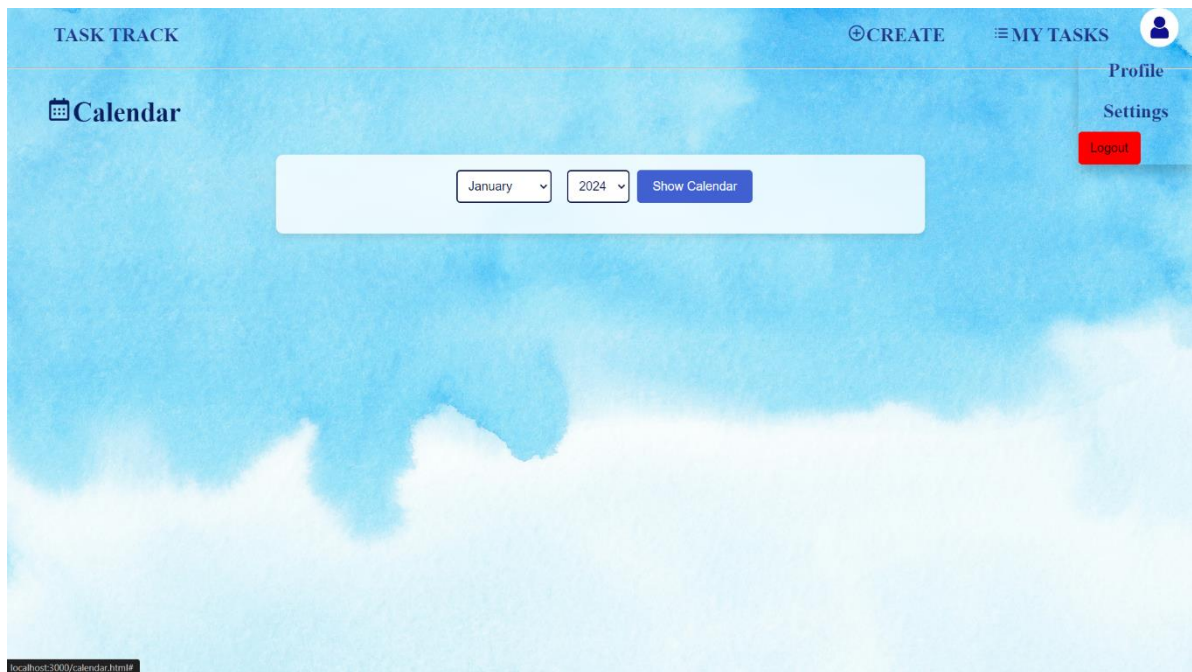 TASK TRACK
CREATE
MY TASKS
Profile
Settings
Logout
Calendar
January
2024
Show Calendar
localhost:3000/calendar.html#